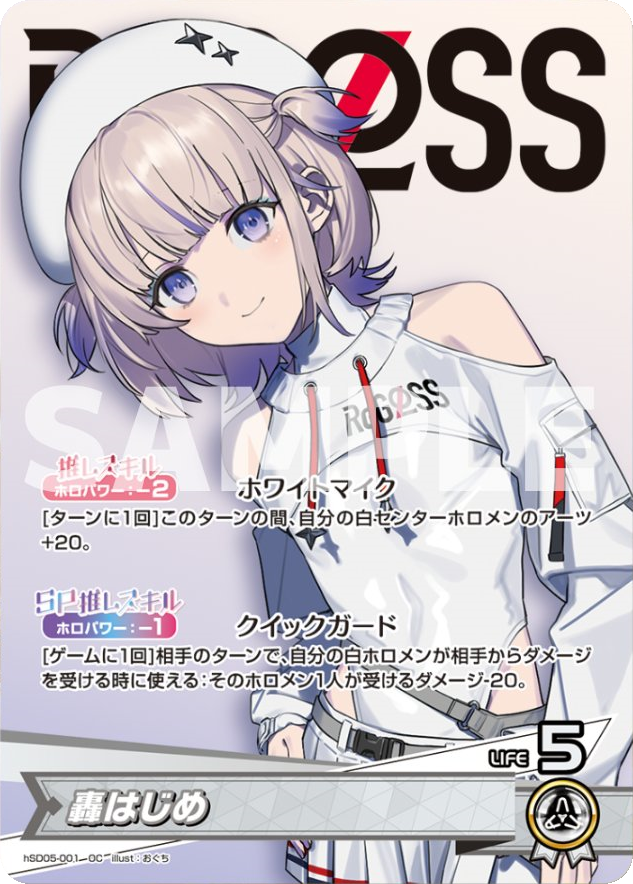 ReGLOSS
SAMPLE
ReGLOSS
推しスキル
ホロパワー：−2
ホワイトマイク
[ターンに1回]このターンの間、自分の白センターホロメンのアーツ
+20。
SP推しスキル
ホロパワー：−1
クイックガード
[ゲームに1回]相手のターンで、自分の白ホロメンが相手からダメージ
を受ける時に使える：そのホロメン1人が受けるダメージ-20。
LIFE 5
轟はじめ
hSD05-001 OC illust：おぐち